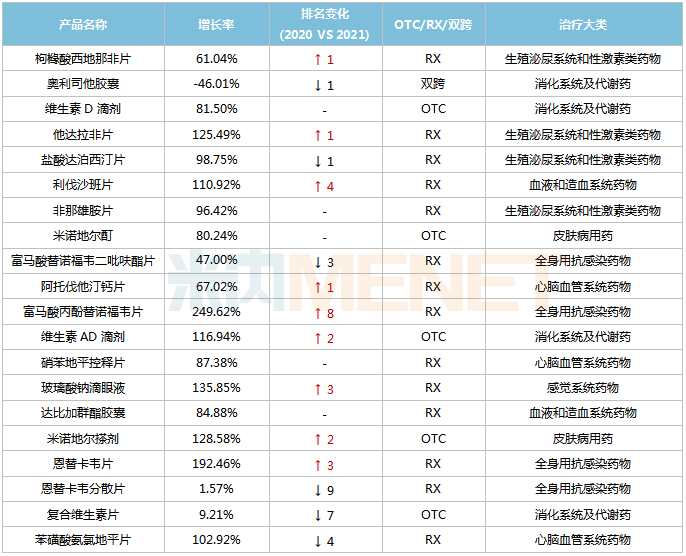 产品名称 增长率 排名变化 (2020 VS 2021) OTC/RX/双跨 治疗大类
枸橼酸西地那非片 61.04% ↑ 1 RX 生殖泌尿系统和性激素类药物
奥利司他胶囊 -46.01% ↓ 1 双跨 消化系统及代谢药
维生素 D 滴剂 81.50% - OTC 消化系统及代谢药
他达拉非片 125.49% ↑ 1 RX 生殖泌尿系统和性激素类药物
盐酸达泊西汀片 98.75% ↓ 1 RX 生殖泌尿系统和性激素类药物
利伐沙班片 110.92% ↑ 4 RX 血液和造血系统药物
非那雄胺片 96.42% - RX 生殖泌尿系统和性激素类药物
米诺地尔酊 80.24% - OTC 皮肤病用药
富马酸替诺福韦二吡呋酯片 47.00% ↓ 3 RX 全身用抗感染药物
阿托伐他汀钙片 67.02% ↑ 1 RX 心脑血管系统药物
富马酸丙酚替诺福韦片 249.62% ↑ 8 RX 全身用抗感染药物
维生素 AD 滴剂 116.94% ↑ 2 OTC 消化系统及代谢药
硝苯地平控释片 87.38% - RX 心脑血管系统药物
玻璃酸钠滴眼液 135.85% ↑ 3 RX 感觉系统药物
达比加群酯胶囊 84.88% - RX 血液和造血系统药物
米诺地尔搽剂 128.58% ↑ 2 OTC 皮肤病用药
恩替卡韦片 192.46% ↑ 3 RX 全身用抗感染药物
恩替卡韦分散片 1.57% ↓ 9 RX 全身用抗感染药物
复合维生素片 9.21% ↓ 7 OTC 消化系统及代谢药
苯磺酸氨氯地平片 102.92% ↓ 4 RX 心脑血管系统药物
米内MENET